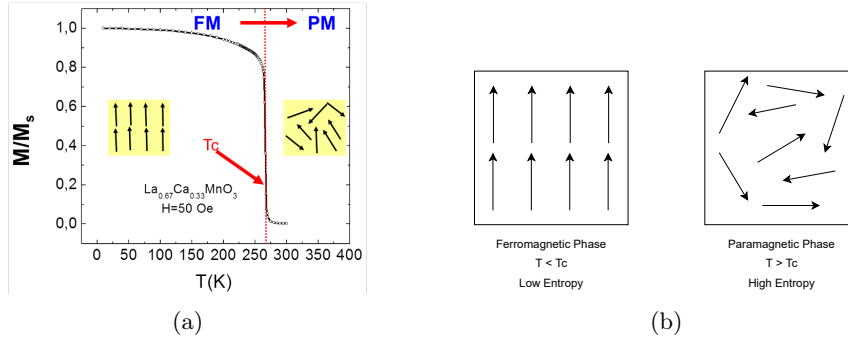 FM PM
1,0
0,8
0,6
0,4
0,2
0,0
M/Mₛ
Tc
La₀.₆₇Ca₀.₃₃MnO₃
H=50 Oe
0 50 100 150 200 250 300 350 400
T(K)
(a)
Ferromagnetic Phase
T < Tc
Low Entropy
Paramagnetic Phase
T > Tc
High Entropy
(b)